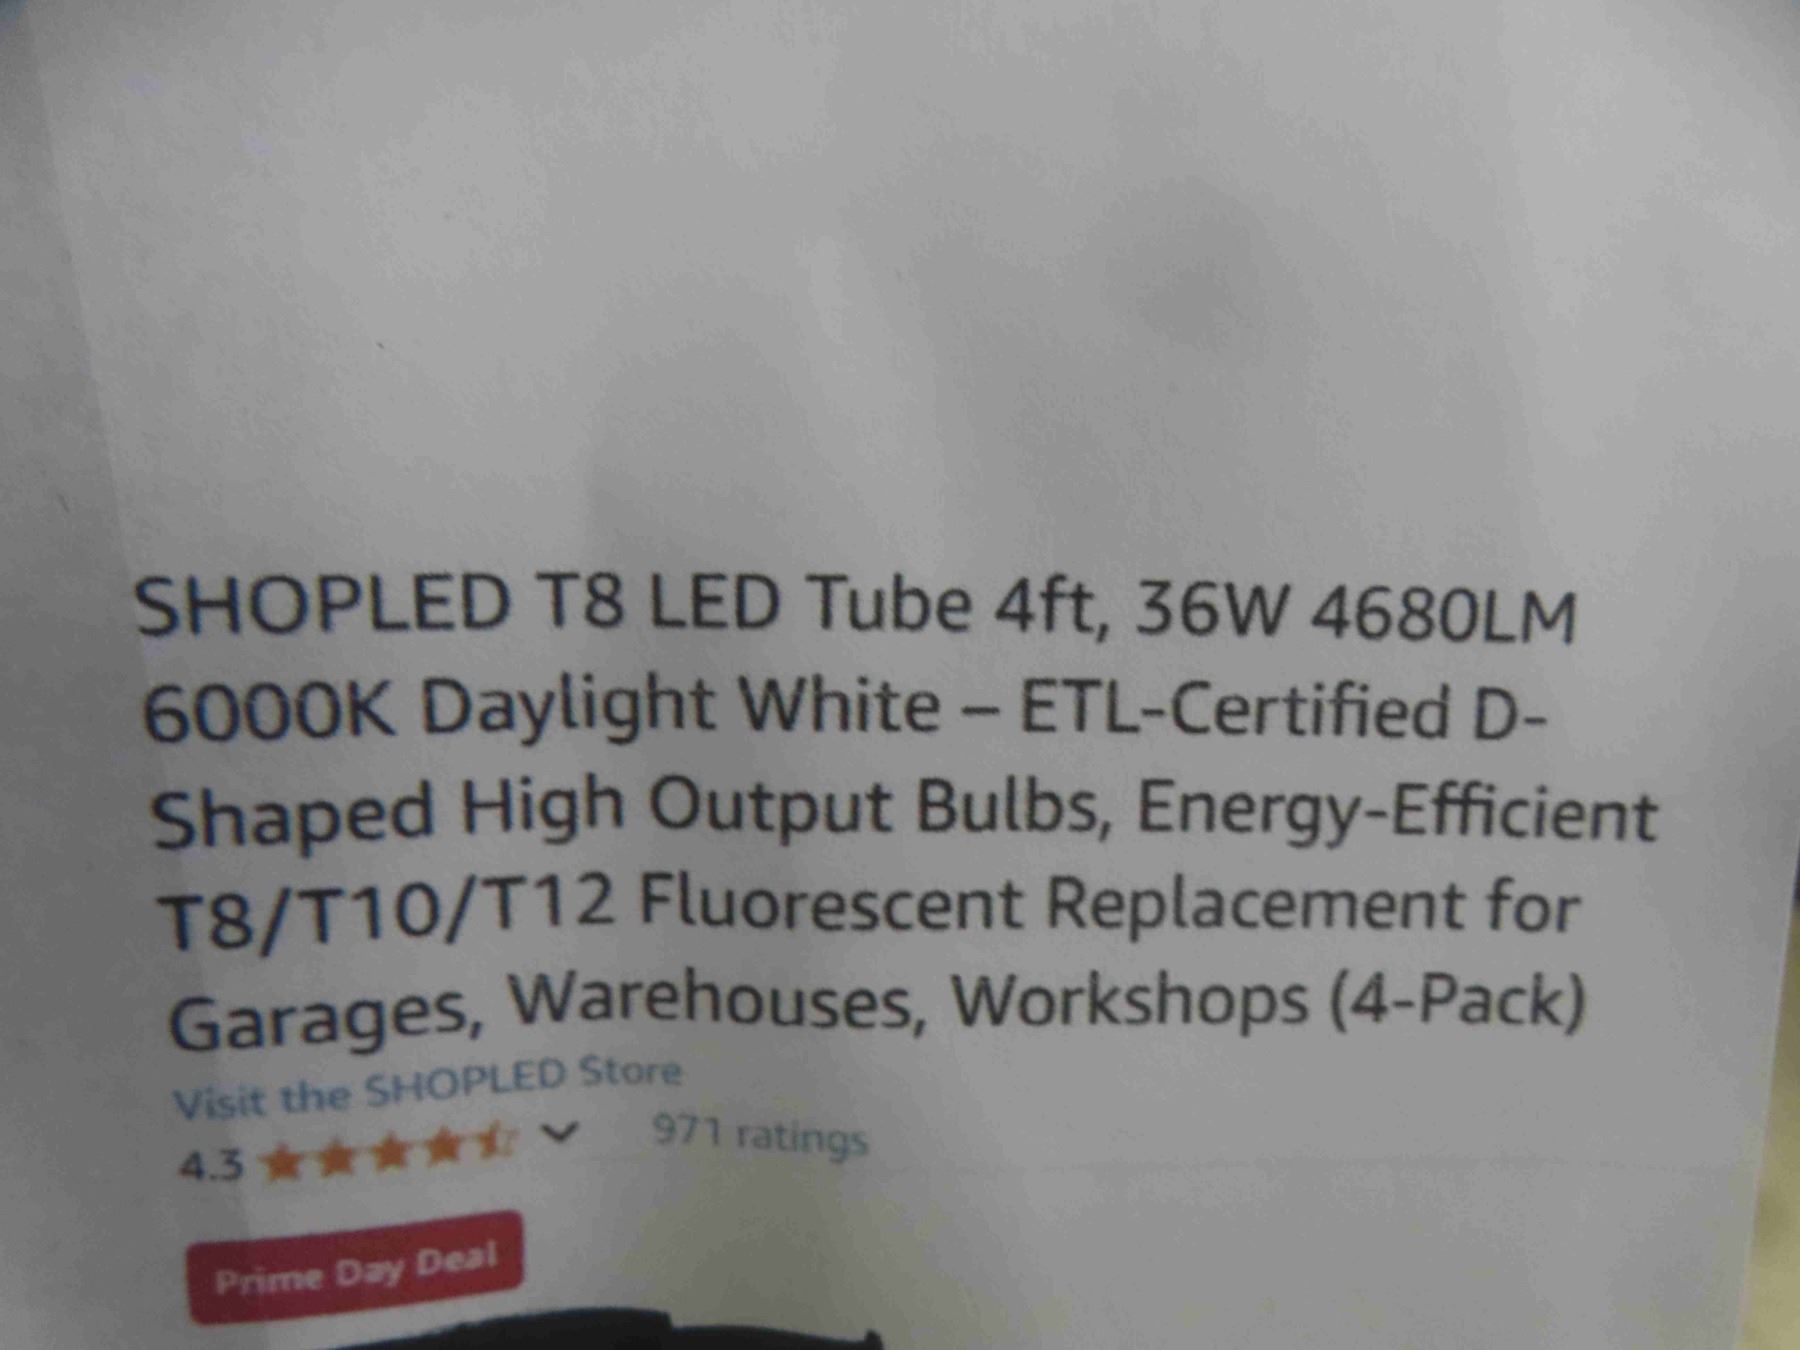 SHOPLED T8 LED Tube 4ft, 36W 4680LM
6000K Daylight White – ETL-Certified D-
Shaped High Output Bulbs, Energy-Efficient
T8/T10/T12 Fluorescent Replacement for
Garages, Warehouses, Workshops (4-Pack)
Visit the SHOPLED Store
4.3 971 ratings
Prime Day Deal